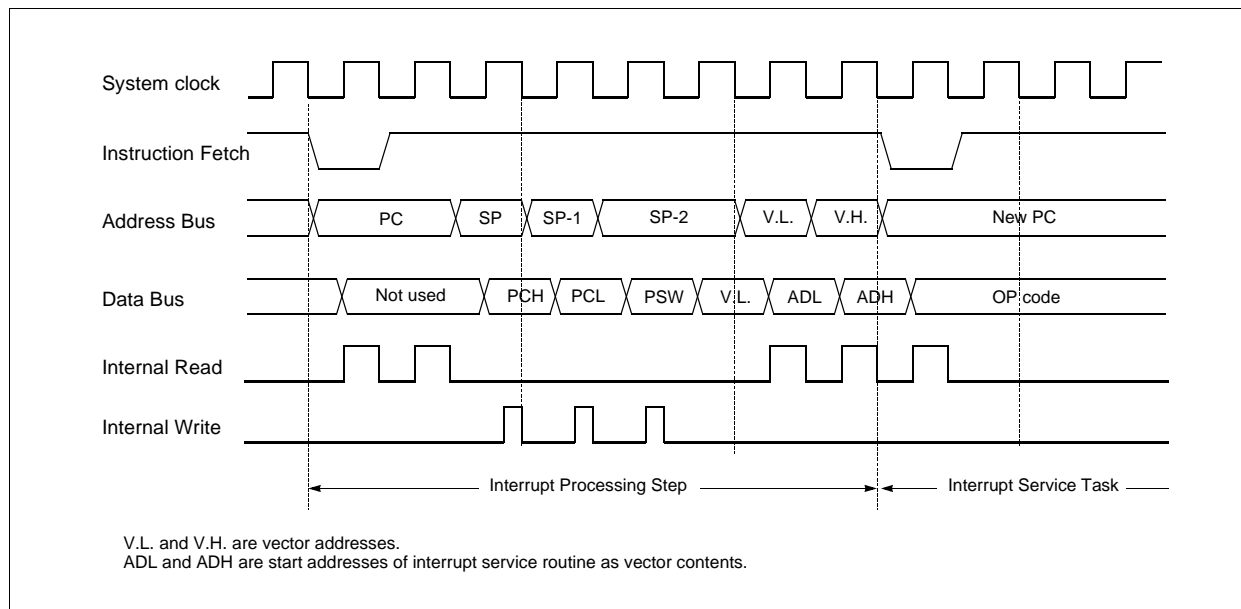 System clock
Instruction Fetch
Address Bus PC SP SP-1 SP-2 V.L. V.H. New PC
Data Bus Not used PCH PCL PSW V.L. ADL ADH OP code
Internal Read
Internal Write
Interrupt Processing Step Interrupt Service Task
V.L. and V.H. are vector addresses.
ADL and ADH are start addresses of interrupt service routine as vector contents.